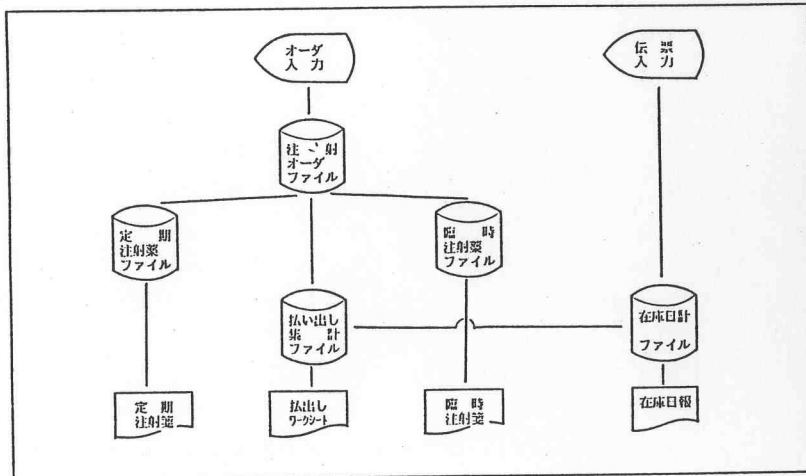 オーダ
入力
伝票
入力
注射
オーダ
ファイル
定期
注射薬
ファイル
臨時
注射薬
ファイル
払い出し
集計
ファイル
在庫日計
ファイル
定期
注射箋
払出し
ワークシート
臨時
注射箋
在庫日報